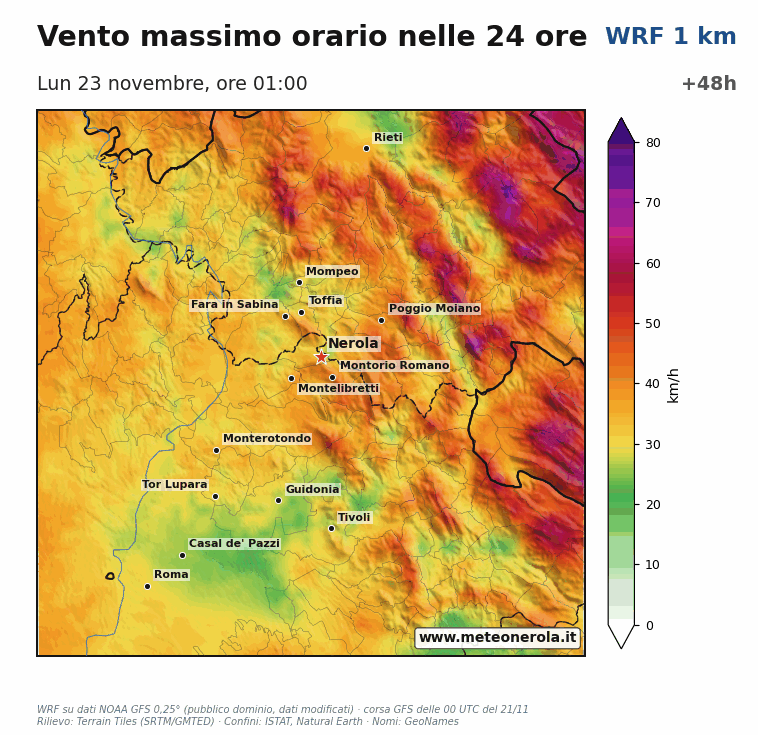 Vento massimo orario nelle 24 ore WRF 1 km
Lun 23 novembre, ore 01:00 +48h
Rieti
Mompeo
Fara in Sabina
Toffia
Poggio Moiano
Nerola
Montorio Romano
Montelibretti
Monterotondo
Tor Lupara
Guidonia
Tivoli
Casal de' Pazzi
Roma
www.meteonerola.it
80
70
60
50
40
30
20
10
0
km/h
WRF su dati NOAA GFS 0,25° (pubblico dominio, dati modificati) · corsa GFS delle 00 UTC del 21/11
Rilievo: Terrain Tiles (SRTM/GMTED) · Confini: ISTAT, Natural Earth · Nomi: GeoNames